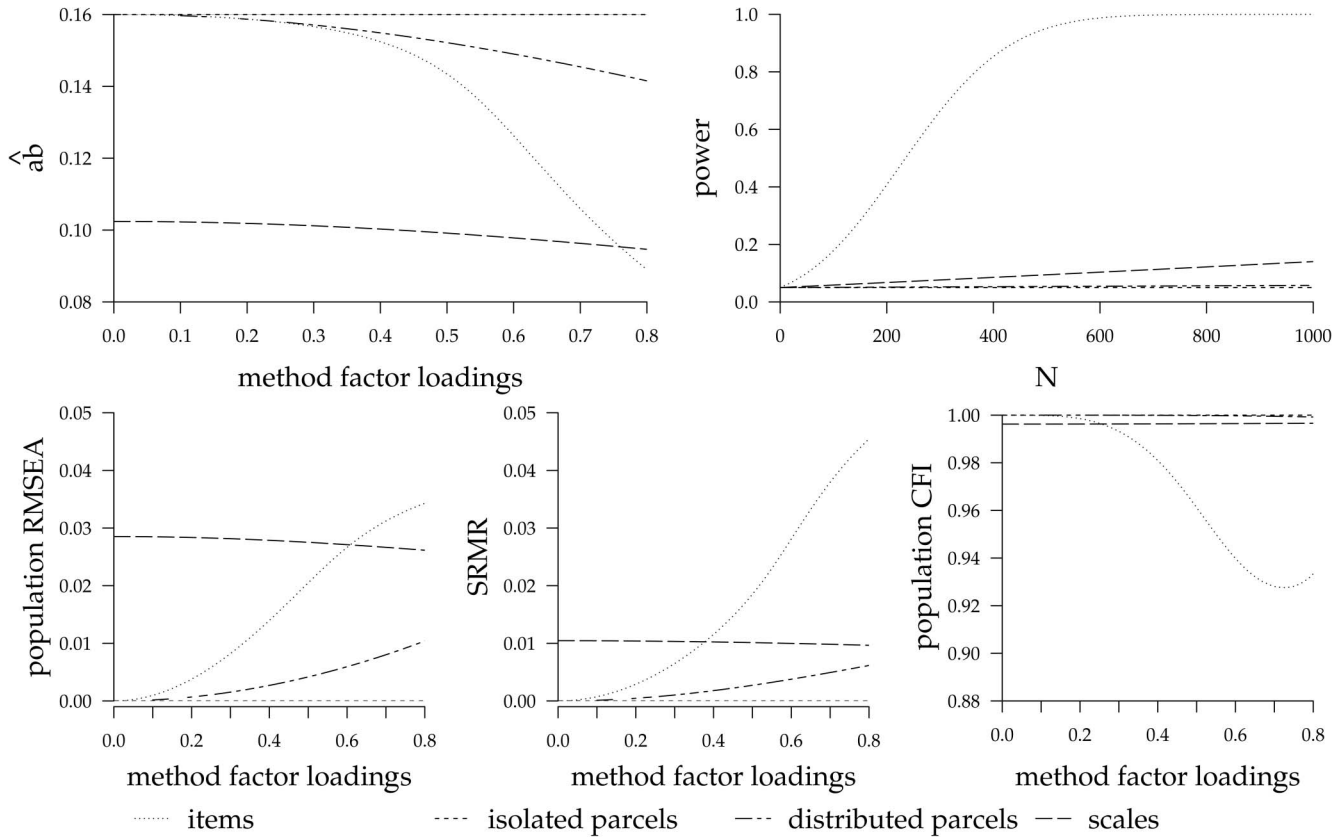 0.16
0.14
0.12
0.10
0.08
âb
0.0 0.1 0.2 0.3 0.4 0.5 0.6 0.7 0.8
method factor loadings
1.0
0.8
0.6
0.4
0.2
0.0
power
0 200 400 600 800 1000
N
0.05
0.04
0.03
0.02
0.01
0.00
population RMSEA
0.0 0.2 0.4 0.6 0.8
method factor loadings
0.05
0.04
0.03
0.02
0.01
0.00
SRMR
0.0 0.2 0.4 0.6 0.8
method factor loadings
1.00
0.98
0.96
0.94
0.92
0.90
0.88
population CFI
0.0 0.2 0.4 0.6 0.8
method factor loadings
items isolated parcels distributed parcels scales